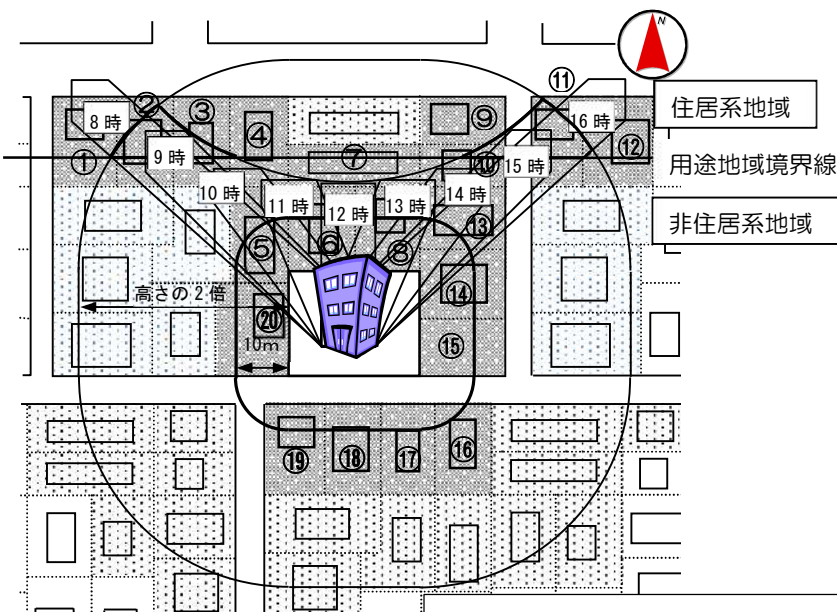 N
⑪
住居系地域
②
③
8時
④
⑨
16時
⑫
①
9時
⑦
⑩
15時
用途地域境界線
10時
14時
11時
12時
13時
⑬
非住居系地域
⑤
⑥
⑧
高さの2倍
⑭
⑳
10m
⑮
⑲
⑱
⑰
⑯